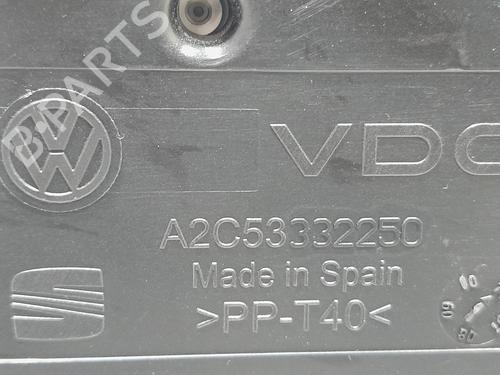 B-PARTS
VDO
A2C53332250
Made in Spain
>PP-T40<